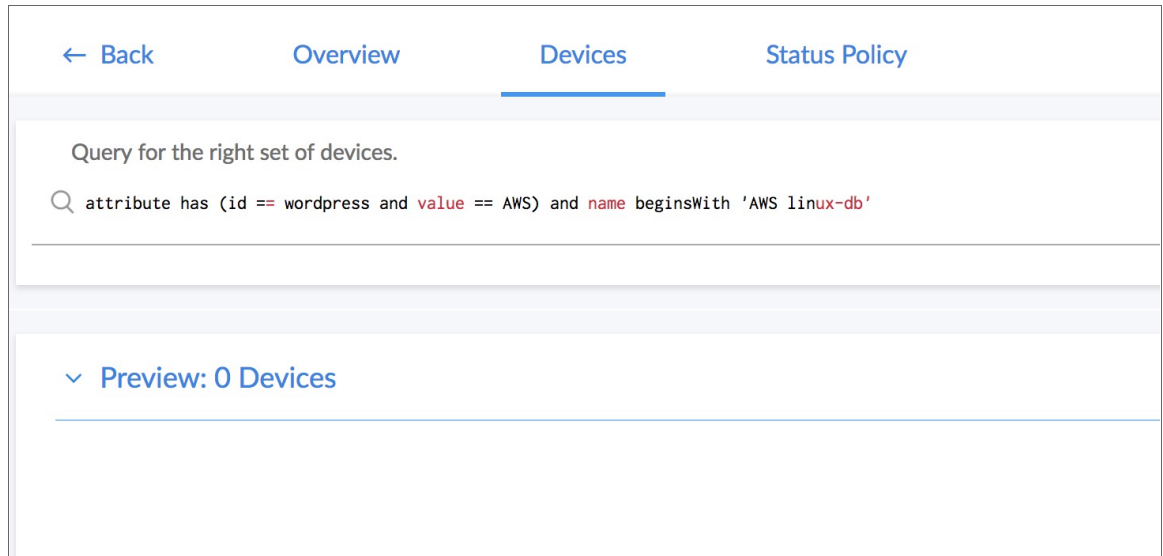 ← Back Overview Devices Status Policy
Query for the right set of devices.
attribute has (id == wordpress and value == AWS) and name beginsWith 'AWS linux-db'
Preview: 0 Devices